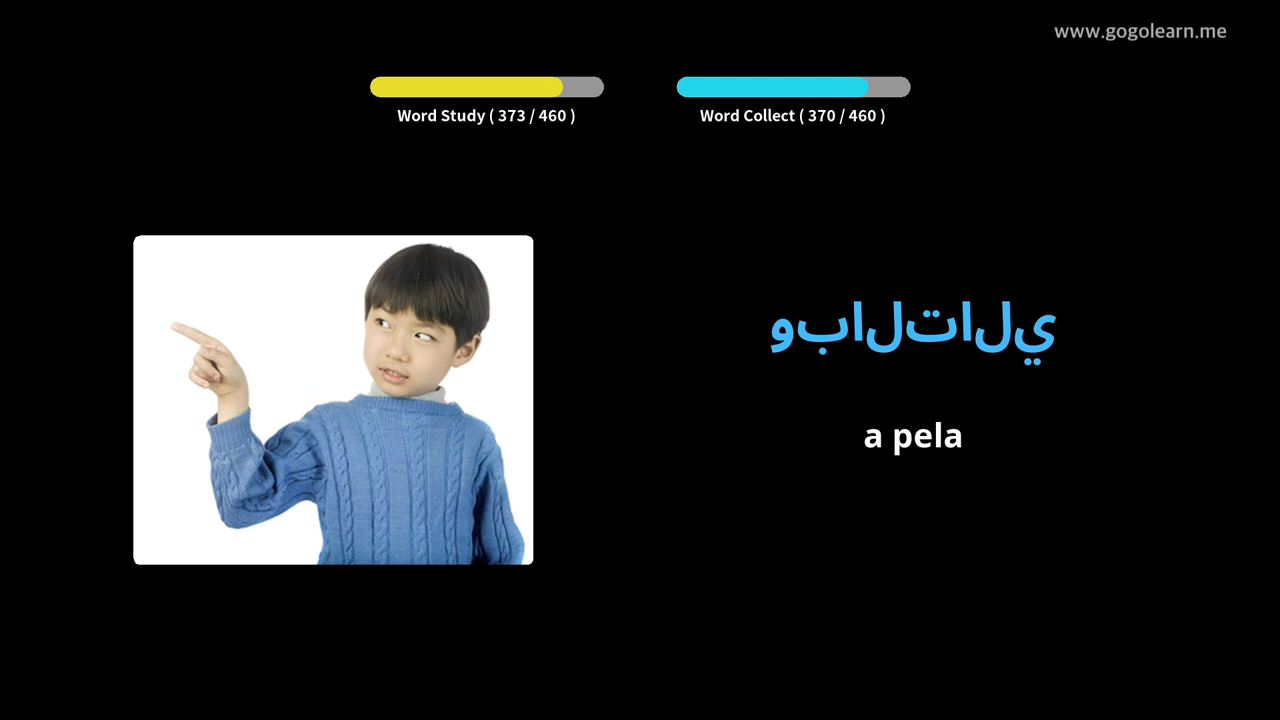 www.gogolearn.me
Word Study ( 373 / 460 )
Word Collect ( 370 / 460 )
وبالتالي
a pela